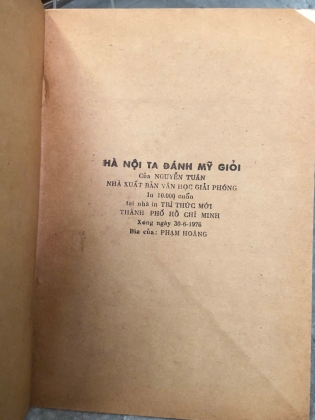 HÀ NỘI TA ĐÁNH MỸ GIỎI
Của NGUYỄN TUÂN
NHÀ XUẤT BẢN VĂN HỌC GIẢI PHÓNG
In 10.000 cuốn
tại nhà in TRI THỨC MỚI
THÀNH PHỐ HỒ CHÍ MINH
Xong ngày 30-6-1976
Bìa của: PHẠM HOÀNG